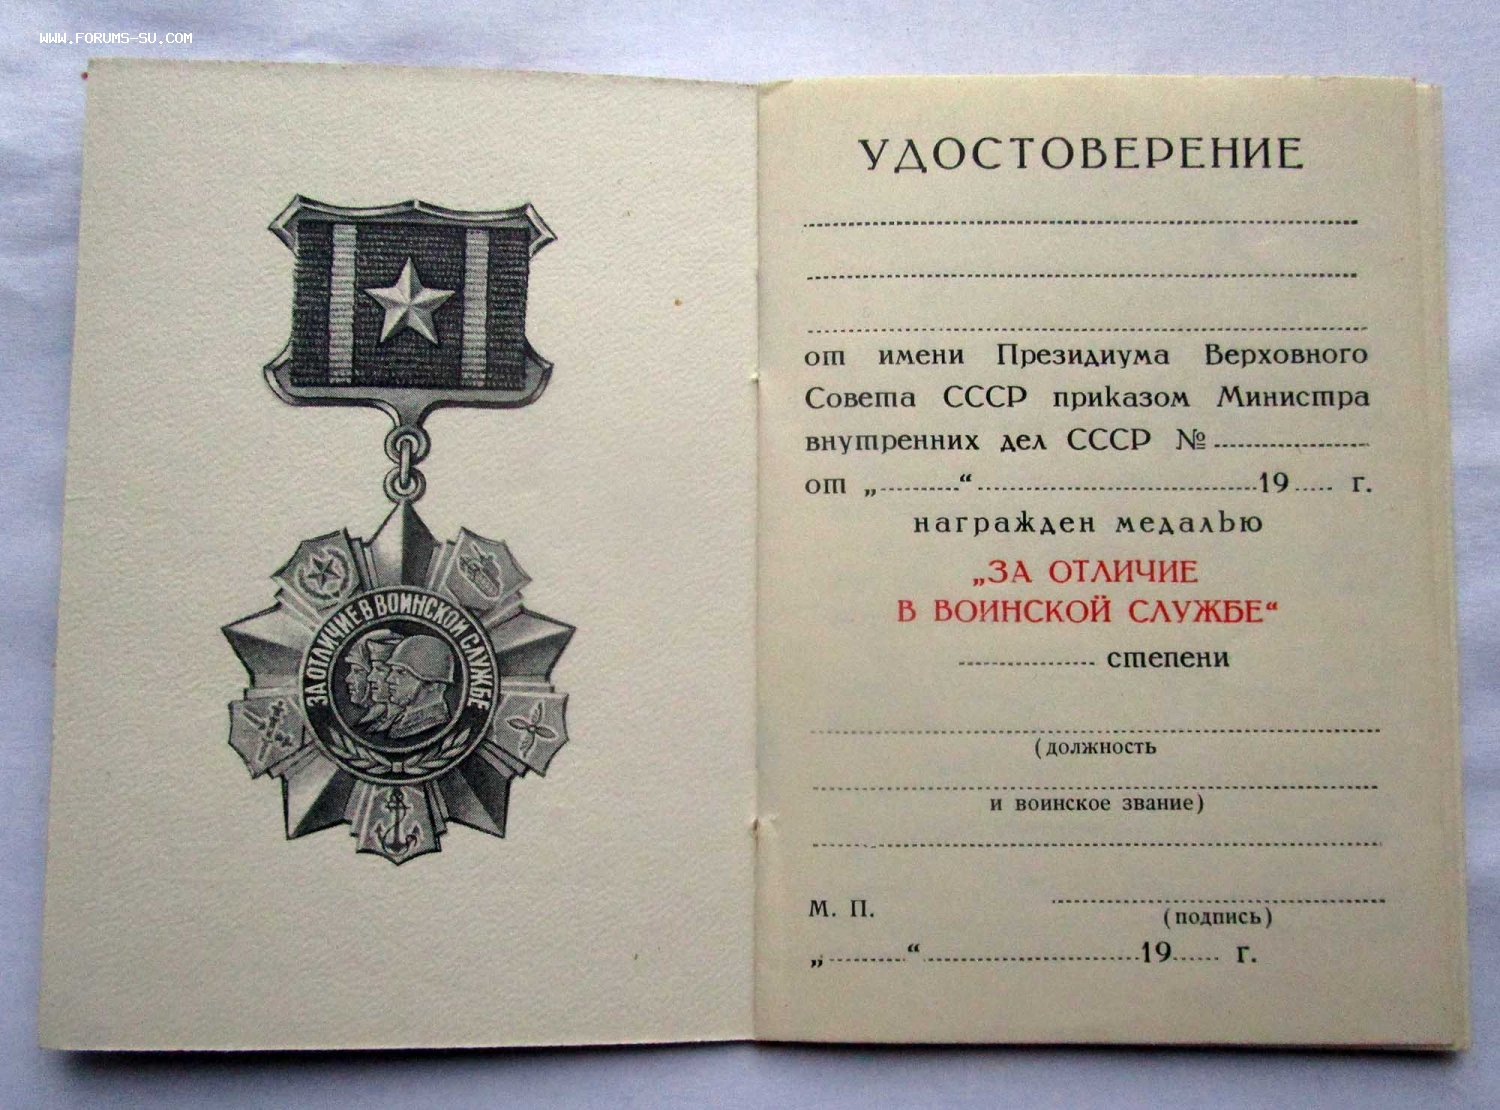 WWW.FORUMS-SU.COM
ЗА ОТЛИЧИЕ В ВОИНСКОЙ СЛУЖБЕ
УДОСТОВЕРЕНИЕ
от имени Президиума Верховного
Совета СССР приказом Министра
внутренних дел СССР №
от „ “ 19 г.
награжден медалью
„ЗА ОТЛИЧИЕ
В ВОИНСКОЙ СЛУЖБЕ“
степени
(должность
и воинское звание)
М. П.
(подпись)
„ “ 19 г.